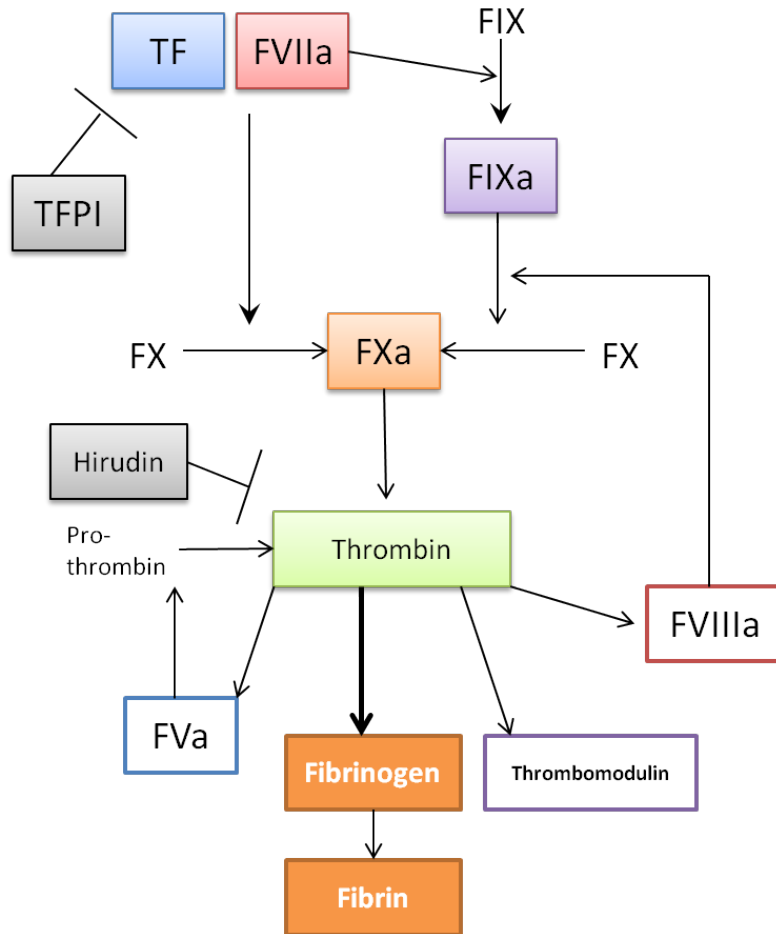 TF
FVIIa
FIX
FIXa
TFPI
FX
FXa
FX
Hirudin
Pro-
thrombin
Thrombin
FVIIIa
FVa
Fibrinogen
Thrombomodulin
Fibrin